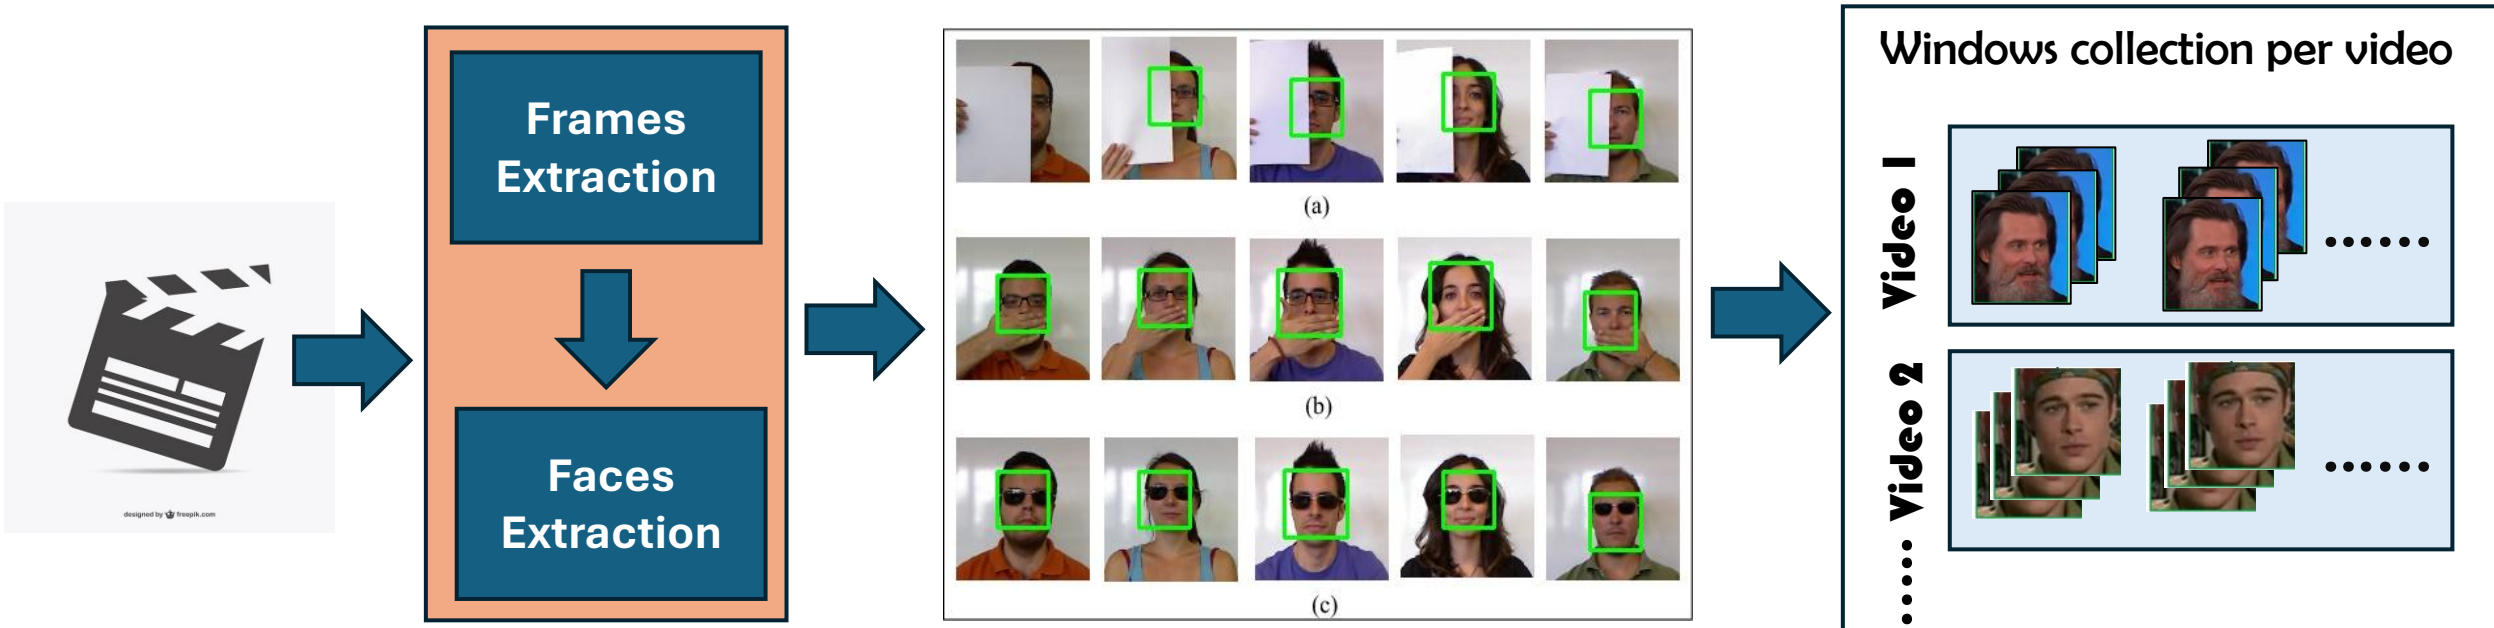 designed by freepik.com
Frames
Extraction
Faces
Extraction
(a)
(b)
(c)
Windows collection per video
Video 1
......
Video 2
......
......